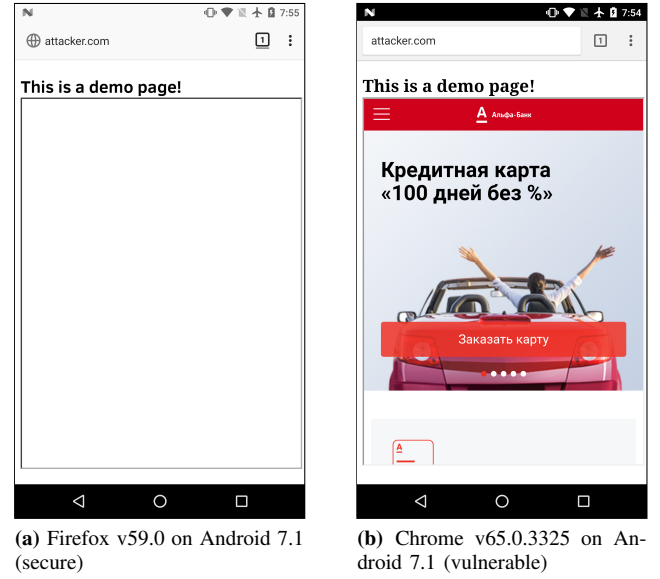 7:55
attacker.com
1
This is a demo page!
(a) Firefox v59.0 on Android 7.1
(secure)
N
7:54
attacker.com
1
This is a demo page!
A
Альфа-Банк
Кредитная карта
«100 дней без %»
Заказать карту
A
(b) Chrome v65.0.3325 on An-
droid 7.1 (vulnerable)